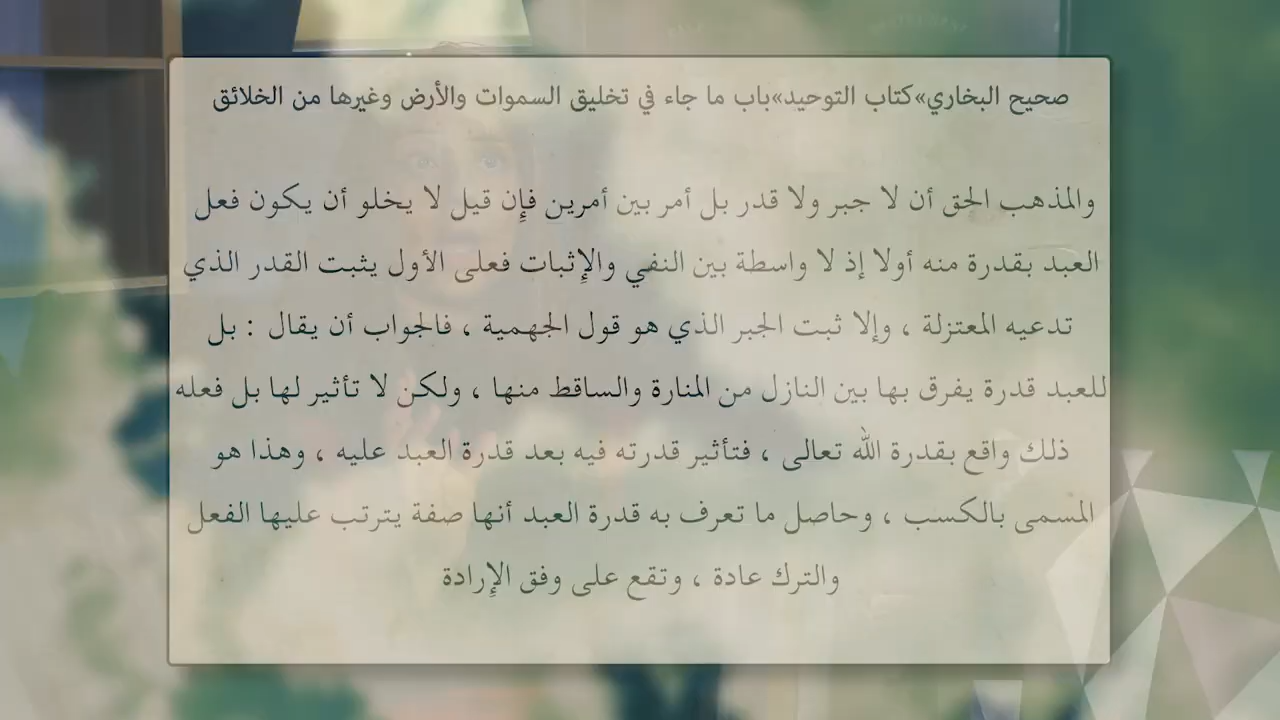 صحيح البخاري»كتاب التوحيد»باب ما جاء في تخليق السموات والأرض وغيرها من الخلائق
والمذهب الحق أن لا جبر ولا قدر بل أمر بين أمرين فإن قيل لا يخلو أن يكون فعل
العبد بقدرة منه أولا إذ لا واسطة بين النفي والإثبات فعلى الأول يثبت القدر الذي
تدعيه المعتزلة ، وإلا ثبت الجبر الذي هو قول الجهمية ، فالجواب أن يقال : بل
للعبد قدرة يفرق بها بين النازل من المنارة والساقط منها ، ولكن لا تأثير لها بل فعله
ذلك واقع بقدرة الله تعالى ، فتأثير قدرته فيه بعد قدرة العبد عليه ، وهذا هو
المسمى بالكسب ، وحاصل ما تعرف به قدرة العبد أنها صفة يترتب عليها الفعل
والترك عادة ، وتقع على وفق الإرادة